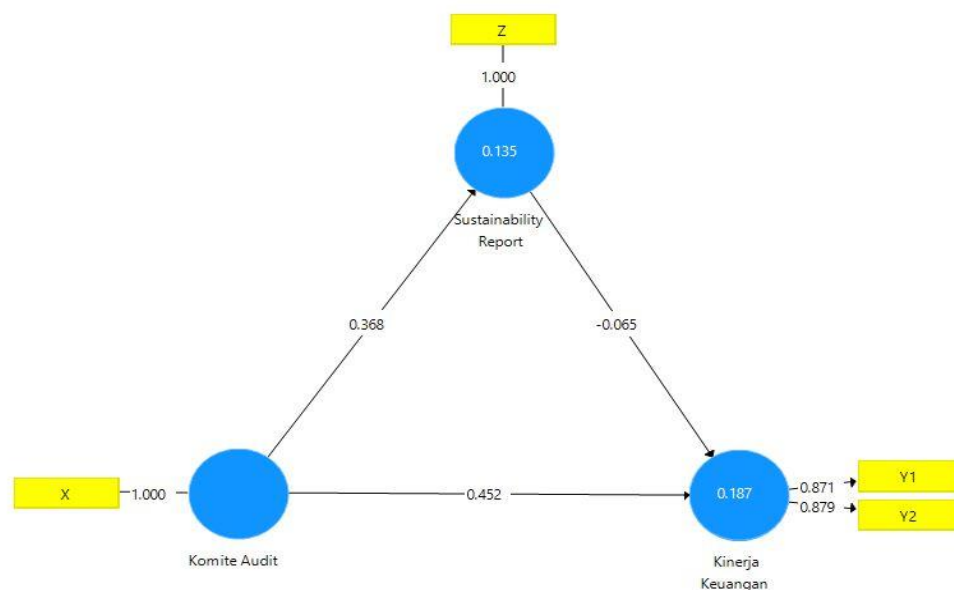 Z
1.000
0.135
Sustainability
Report
0.368
-0.065
X
1.000
0.452
0.187
0.871
Y1
0.879
Y2
Komite Audit
Kinerja
Keuangan